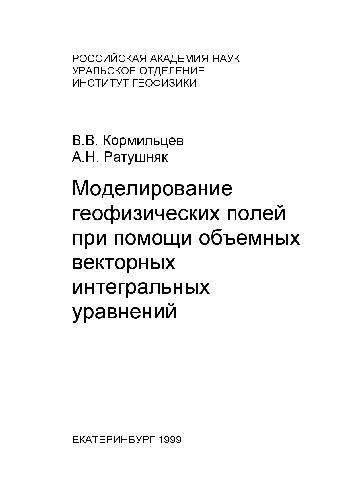 РОССИЙСКАЯ АКАДЕМИЯ НАУК
УРАЛЬСКОЕ ОТДЕЛЕНИЕ
ИНСТИТУТ ГЕОФИЗИКИ
В.В. Кормильцев
А.Н. Ратушняк
Моделирование
геофизических полей
при помощи объемных
векторных
интегральных
уравнений
ЕКАТЕРИНБУРГ 1999